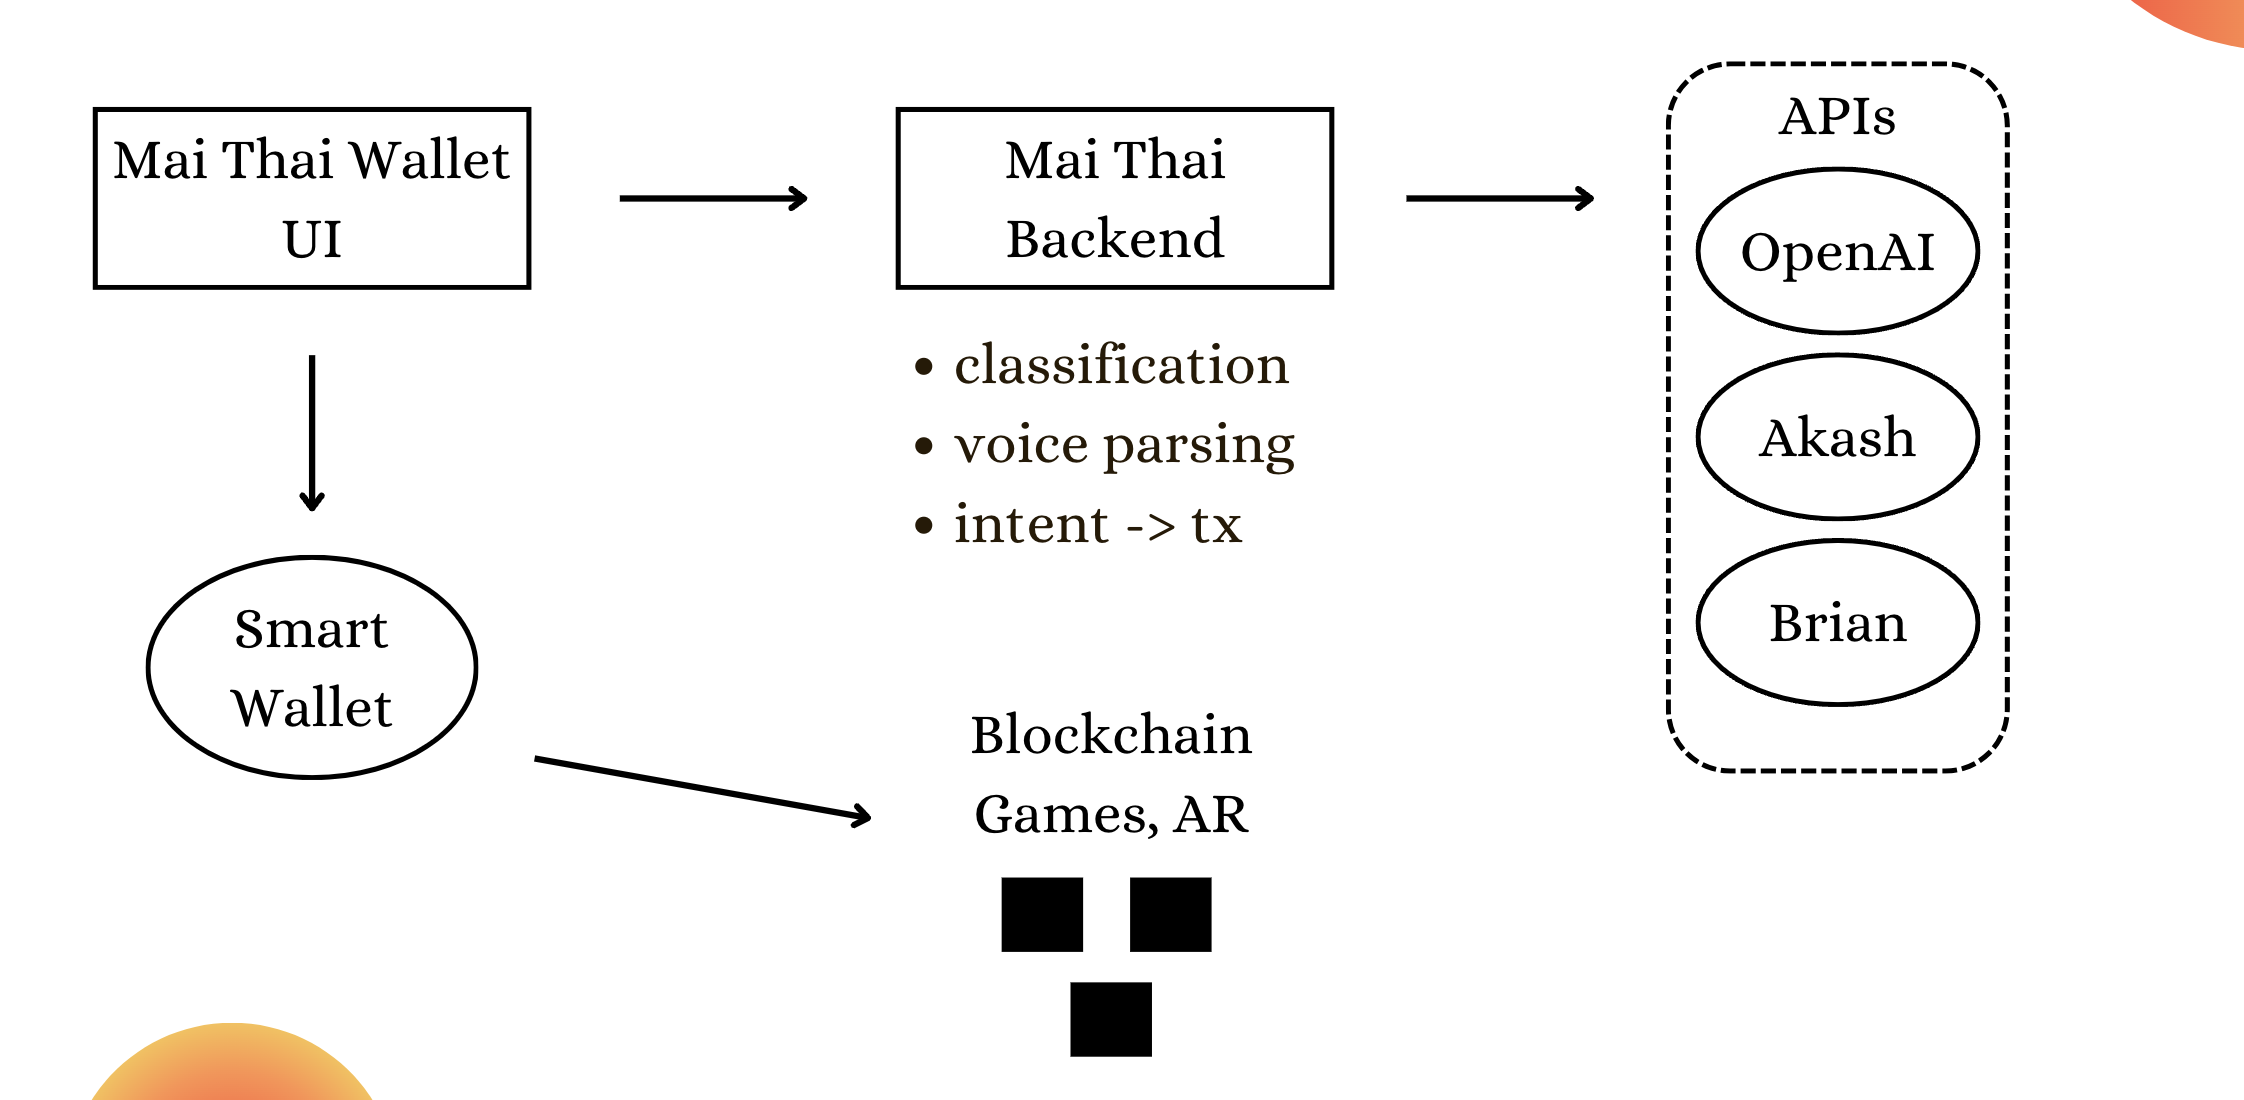 Mai Thai Wallet
UI
Mai Thai
Backend
• classification
• voice parsing
• intent -> tx
APIs
OpenAI
Akash
Brian
Smart
Wallet
Blockchain
Games, AR